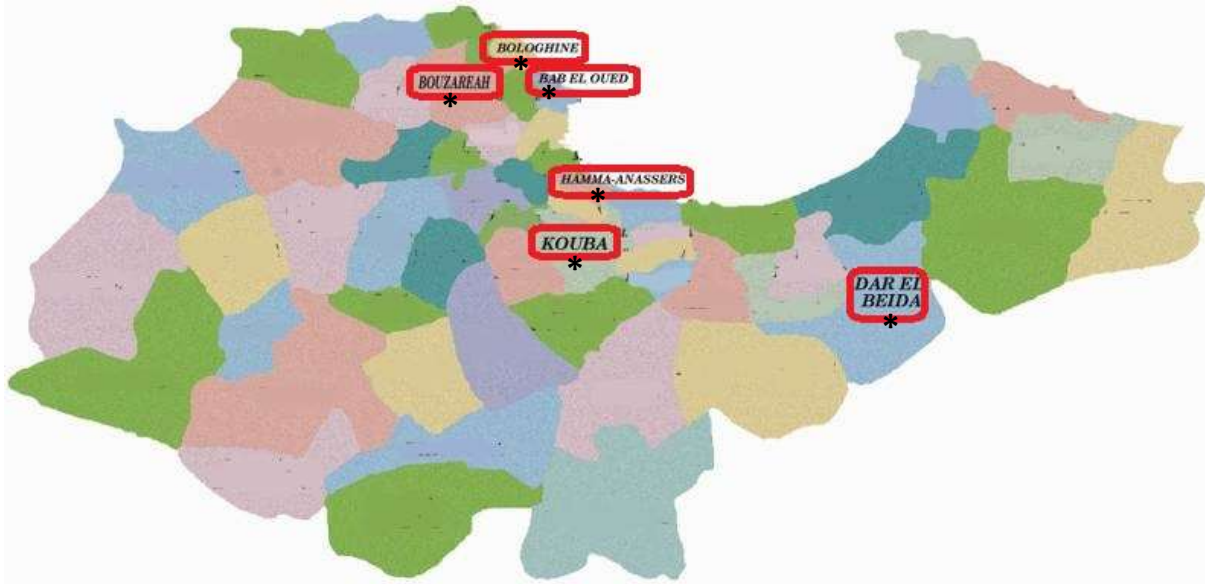 BOLOGHINE
*
BOUZAREAH
*
BAB EL OUED
*
HAMMA-ANASSERS
*
KOUBA
*
DAR EL
BEIDA
*